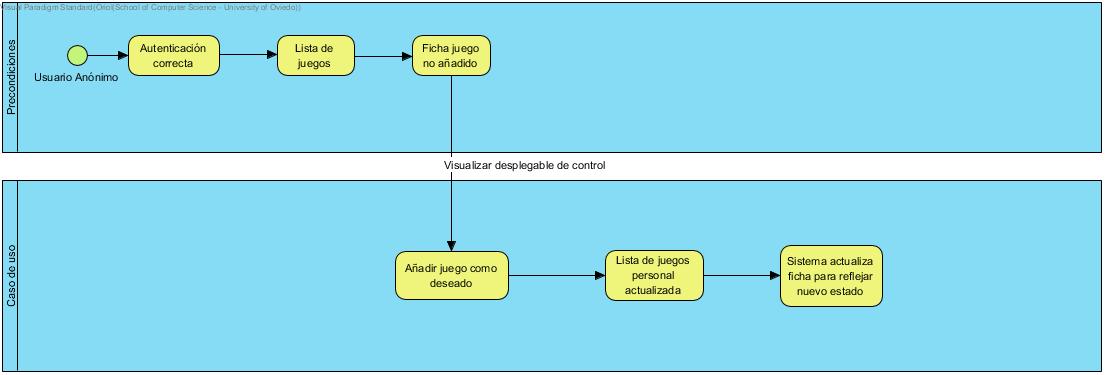 Visual Paradigm Standard(Oriol(School of Computer Science - University of Oviedo))
Precondiciones
Usuario Anónimo
Autenticación
correcta
Lista de
juegos
Ficha juego
no añadido
Visualizar desplegable de control
Caso de uso
Añadir juego como
deseado
Lista de juegos
personal
actualizada
Sistema actualiza
ficha para reflejar
nuevo estado